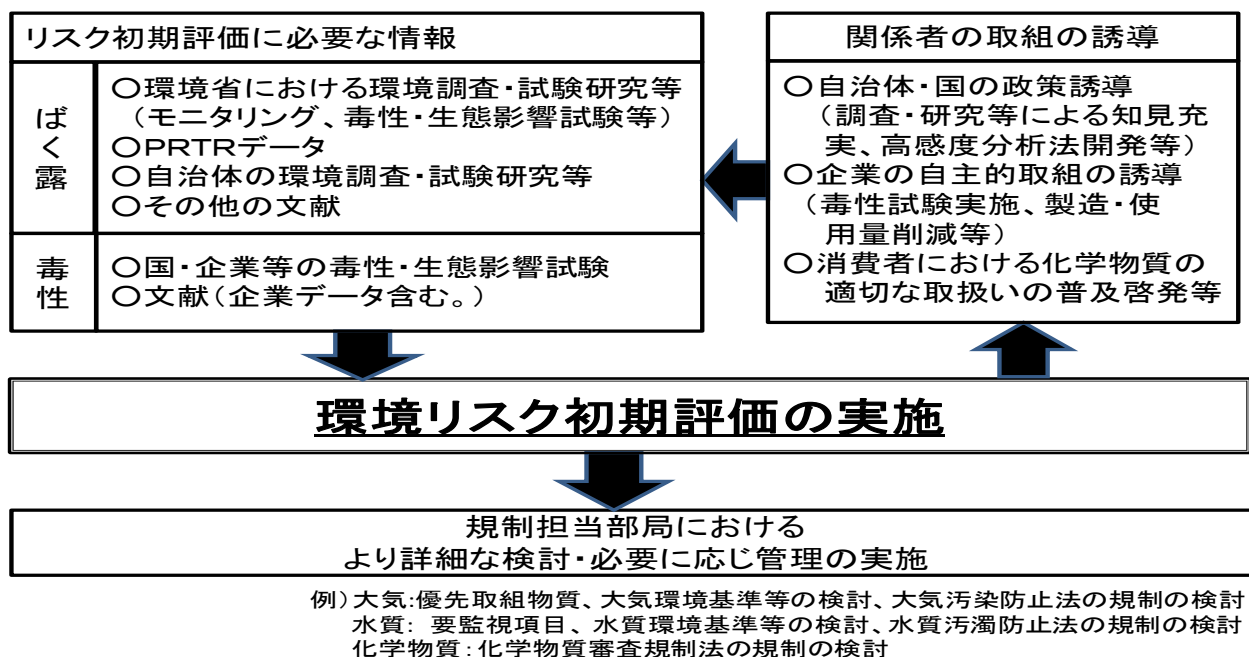 リスク初期評価に必要な情報
ばく露
○環境省における環境調査・試験研究等
(モニタリング、毒性・生態影響試験等)
○PRTRデータ
○自治体の環境調査・試験研究等
○その他の文献
毒性
○国・企業等の毒性・生態影響試験
○文献(企業データ含む。)
関係者の取組の誘導
○自治体・国の政策誘導
(調査・研究等による知見充
実、高感度分析法開発等)
○企業の自主的取組の誘導
(毒性試験実施、製造・使
用量削減等)
○消費者における化学物質の
適切な取扱いの普及啓発等
環境リスク初期評価の実施
規制担当部局における
より詳細な検討・必要に応じ管理の実施
例)大気:優先取組物質、大気環境基準等の検討、大気汚染防止法の規制の検討
水質: 要監視項目、水質環境基準等の検討、水質汚濁防止法の規制の検討
化学物質:化学物質審査規制法の規制の検討